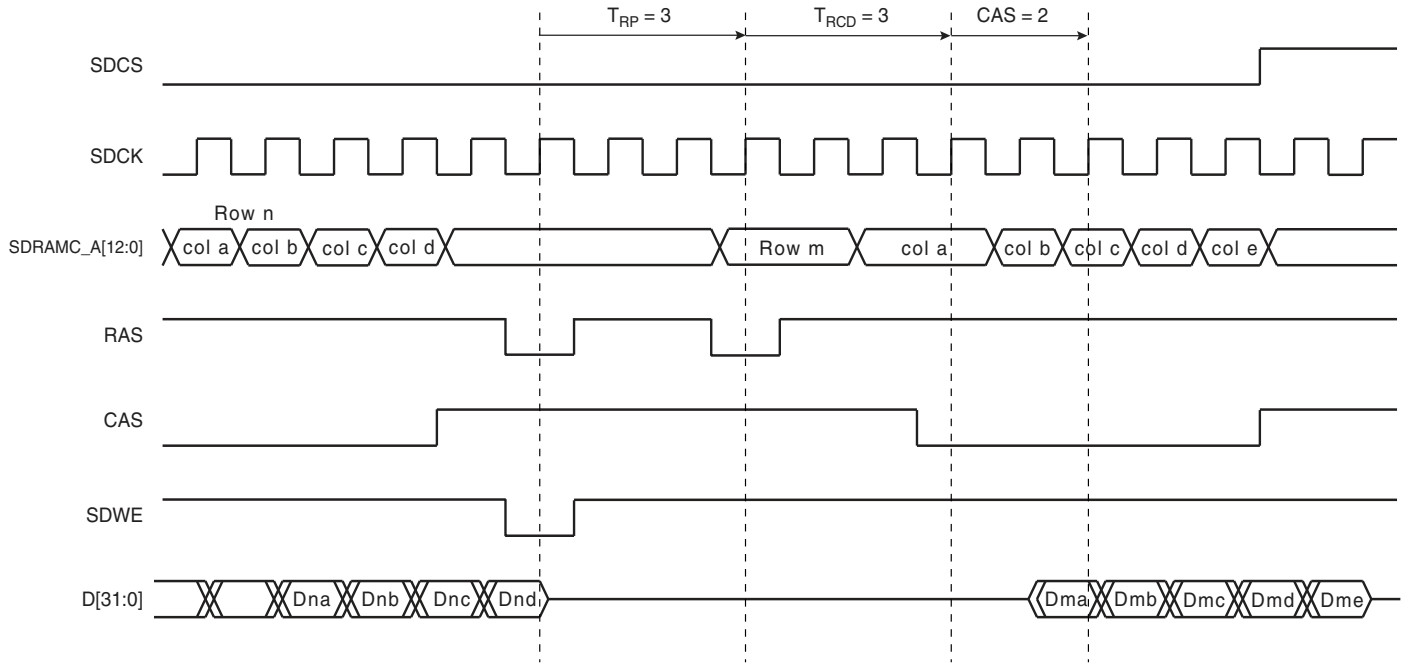 TRP = 3 TRCD = 3 CAS = 2
SDCS
SDCK
Row n
SDRAMC_A[12:0] col a col b col c col d Row m col a col b col c col d col e
RAS
CAS
SDWE
D[31:0] Dna Dnb Dnc Dnd Dma Dmb Dmc Dmd Dme